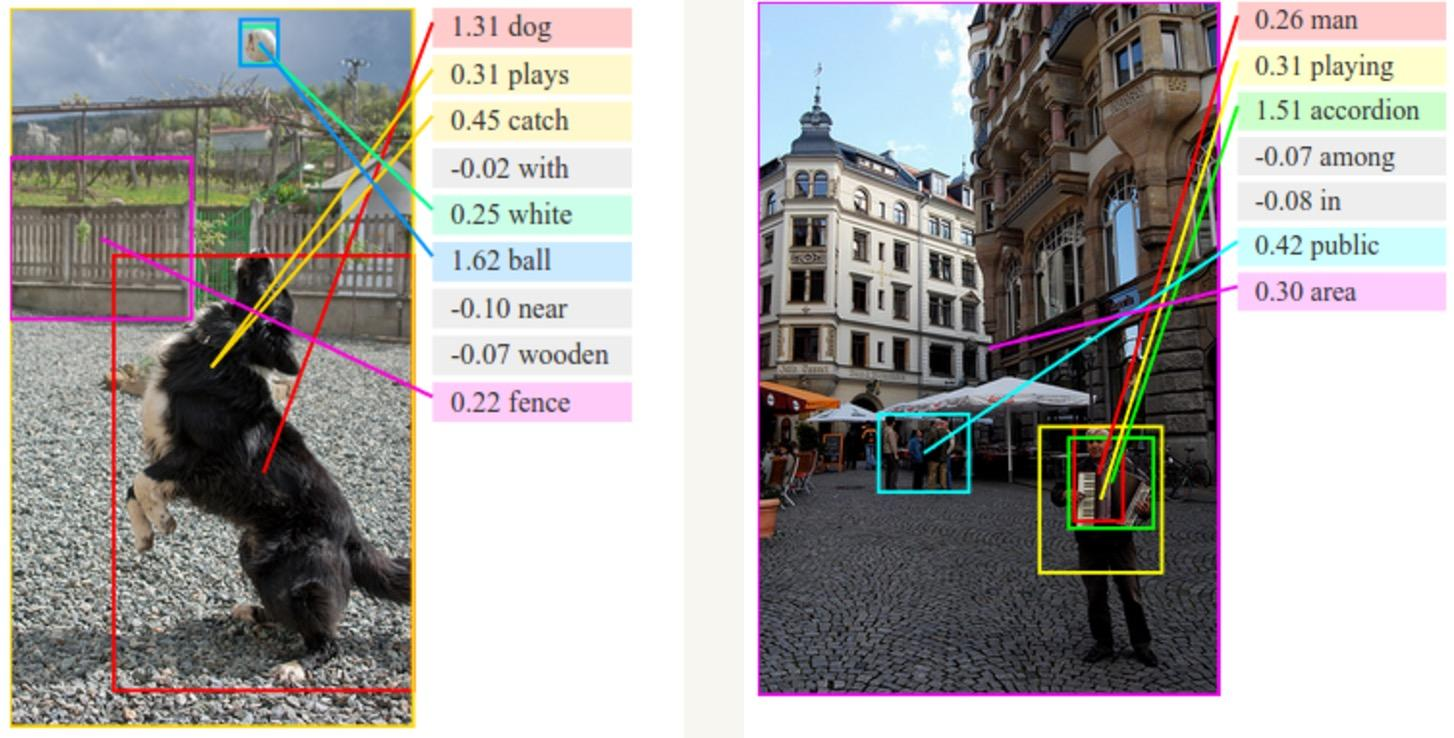 1.31 dog
0.31 plays
0.45 catch
-0.02 with
0.25 white
1.62 ball
-0.10 near
-0.07 wooden
0.22 fence
0.26 man
0.31 playing
1.51 accordion
-0.07 among
-0.08 in
0.42 public
0.30 area